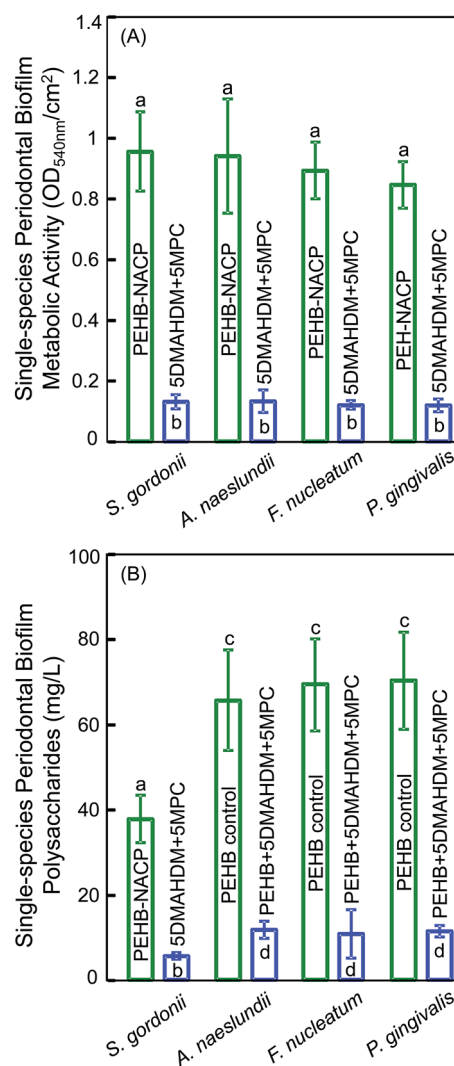 (A)
Single-species Periodontal Biofilm
Metabolic Activity (OD540nm/cm2)
1.4
1.2
1
0.8
0.6
0.4
0.2
0
a
a
a
a
PEHB-NACP
5DMAHDM+5MPC
PEHB-NACP
5DMAHDM+5MPC
PEHB-NACP
5DMAHDM+5MPC
PEH-NACP
5DMAHDM+5MPC
b
b
b
b
S. gordonii
A. naeslundii
F. nucleatum
P. gingivalis
(B)
Single-species Periodontal Biofilm
Polysaccharides (mg/L)
100
80
60
40
20
0
a
c
c
c
PEHB-NACP
5DMAHDM+5MPC
PEHB control
PEHB+5DMAHDM+5MPC
PEHB control
PEHB+5DMAHDM+5MPC
PEHB control
PEHB+5DMAHDM+5MPC
b
d
d
d
S. gordonii
A. naeslundii
F. nucleatum
P. gingivalis